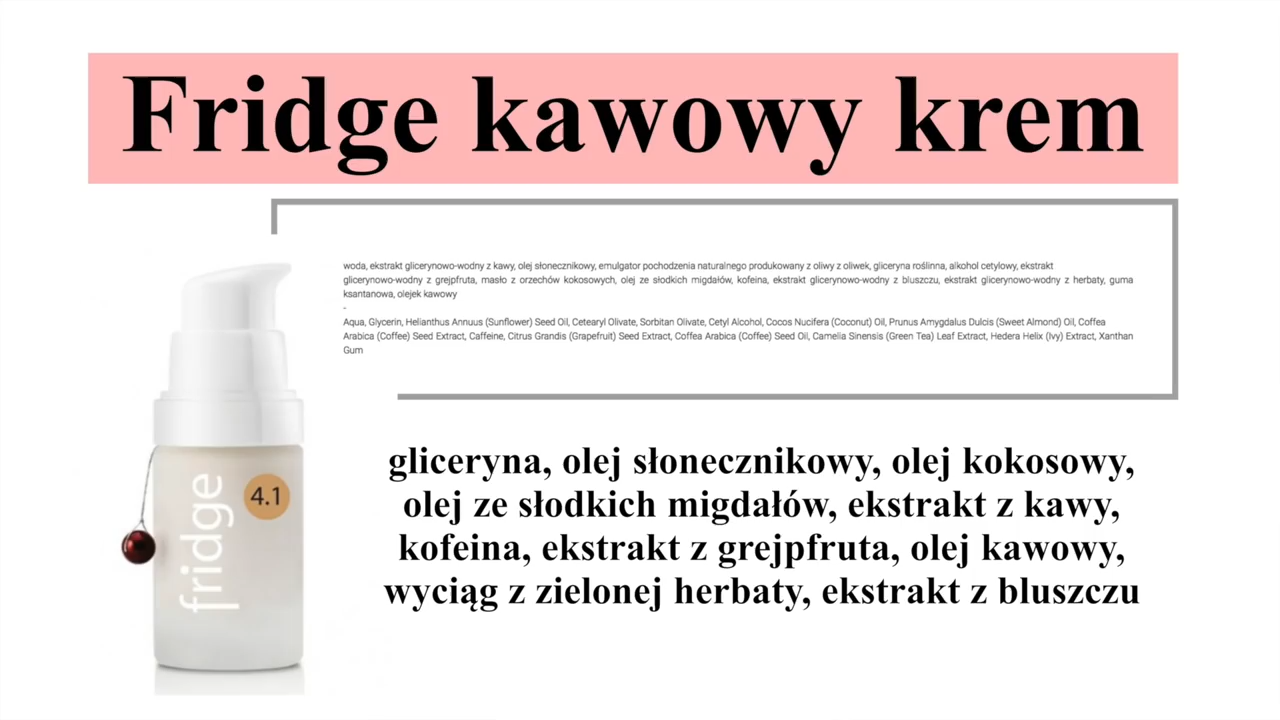 Fridge kawowy krem
woda, ekstrakt glicerynowo-wodny z kawy, olej słonecznikowy, emulgator pochodzenia naturalnego produkowany z oliwy z oliwek, gliceryna roślinna, alkohol cetylowy, ekstrakt
glicerynowo-wodny z grejpfruta, masło z orzechów kokosowych, olej ze słodkich migdałów, kofeina, ekstrakt glicerynowo-wodny z bluszczu, ekstrakt glicerynowo-wodny z herbaty, guma
ksantanowa, olejek kawowy
-
Aqua, Glycerin, Helianthus Annuus (Sunflower) Seed Oil, Cetearyl Olivate, Sorbitan Olivate, Cetyl Alcohol, Cocos Nucifera (Coconut) Oil, Prunus Amygdalus Dulcis (Sweet Almond) Oil, Coffea
Arabica (Coffee) Seed Extract, Caffeine, Citrus Grandis (Grapefruit) Seed Extract, Coffea Arabica (Coffee) Seed Oil, Camelia Sinensis (Green Tea) Leaf Extract, Hedera Helix (Ivy) Extract, Xanthan
Gum
4.1
fridge
gliceryna, olej słonecznikowy, olej kokosowy,
olej ze słodkich migdałów, ekstrakt z kawy,
kofeina, ekstrakt z grejpfruta, olej kawowy,
wyciąg z zielonej herbaty, ekstrakt z bluszczu